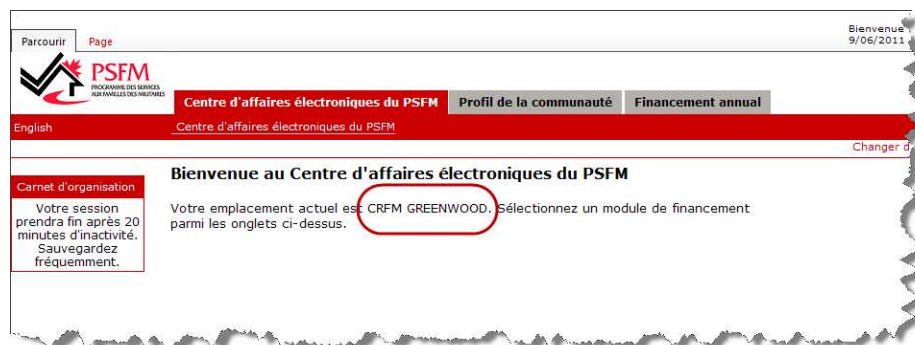 Bienvenue
9/06/2011
Parcourir Page
PSFM
PROGRAMME DES SERVICES
AUX FAMILLES DES MILITAIRES
Centre d'affaires électroniques du PSFM Profil de la communauté Financement annual
English Centre d'affaires électroniques du PSFM
Changer d
Bienvenue au Centre d'affaires électroniques du PSFM
Carnet d'organisation
Votre session
prendra fin après 20
minutes d'inactivité.
Sauvegardez
fréquemment.
Votre emplacement actuel est CRFM GREENWOOD. Sélectionnez un module de financement
parmi les onglets ci-dessus.